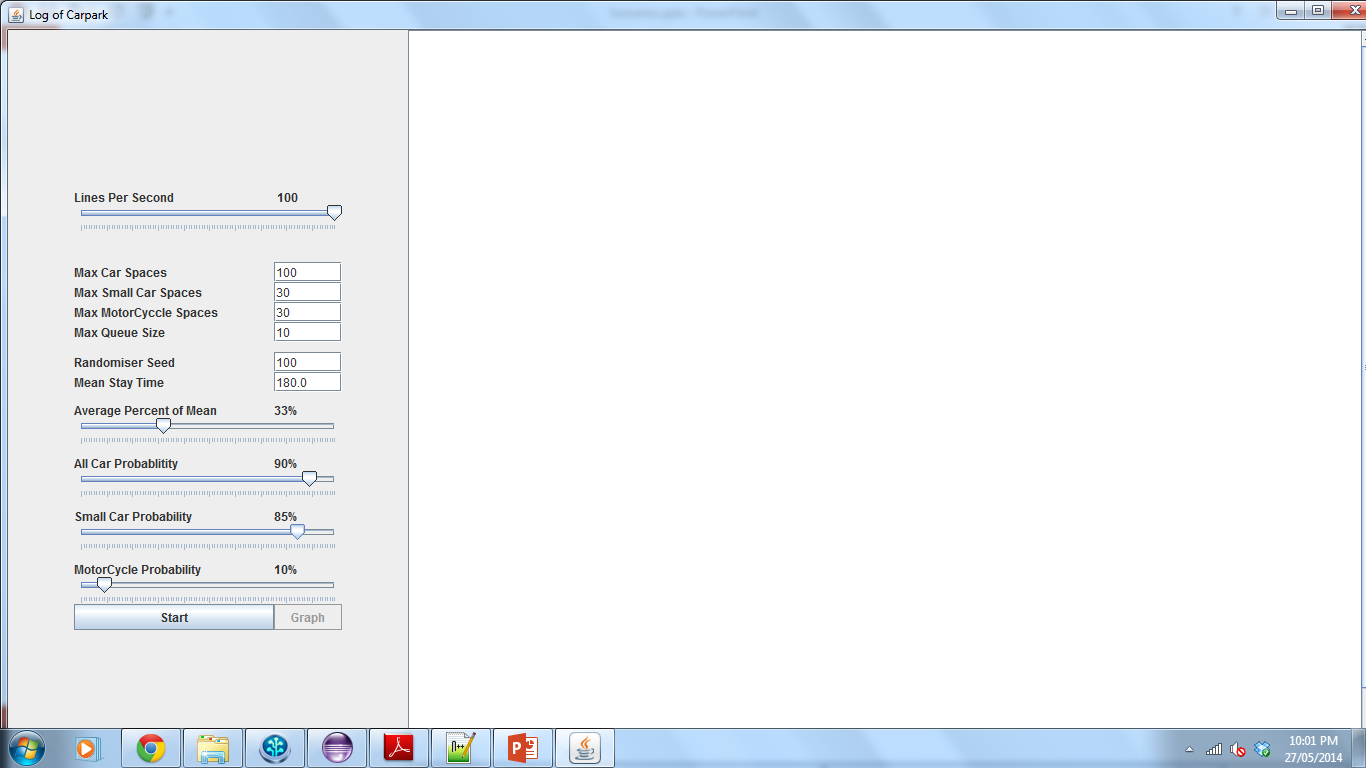 Log of Carpark
Lines Per Second 100
Max Car Spaces 100
Max Small Car Spaces 30
Max MotorCyccle Spaces 30
Max Queue Size 10
Randomiser Seed 100
Mean Stay Time 180.0
Average Percent of Mean 33%
All Car Probablitity 90%
Small Car Probability 85%
MotorCycle Probability 10%
Start Graph
10:01 PM
27/05/2014